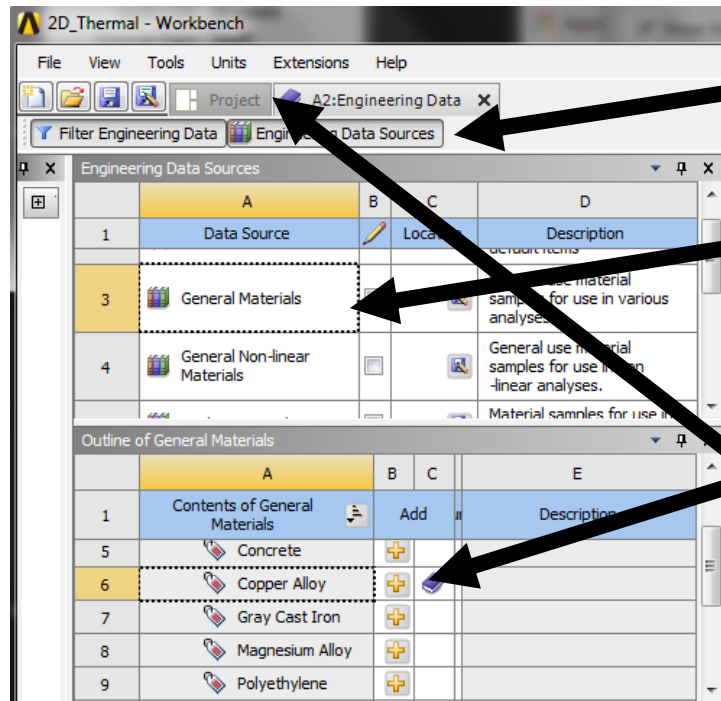 2D_Thermal - Workbench
File View Tools Units Extensions Help
Project A2:Engineering Data
Filter Engineering Data Engineering Data Sources
Engineering Data Sources
A B C D
1 Data Source Location Description
default items
3 General Materials General use material
samples for use in various
analyses.
4 General Non-linear
Materials
General use material
samples for use in non
-linear analyses.
Material samples for use in
Outline of General Materials
A B C E
1 Contents of General
Materials
Add Description
5 Concrete
6 Copper Alloy
7 Gray Cast Iron
8 Magnesium Alloy
9 Polyethylene